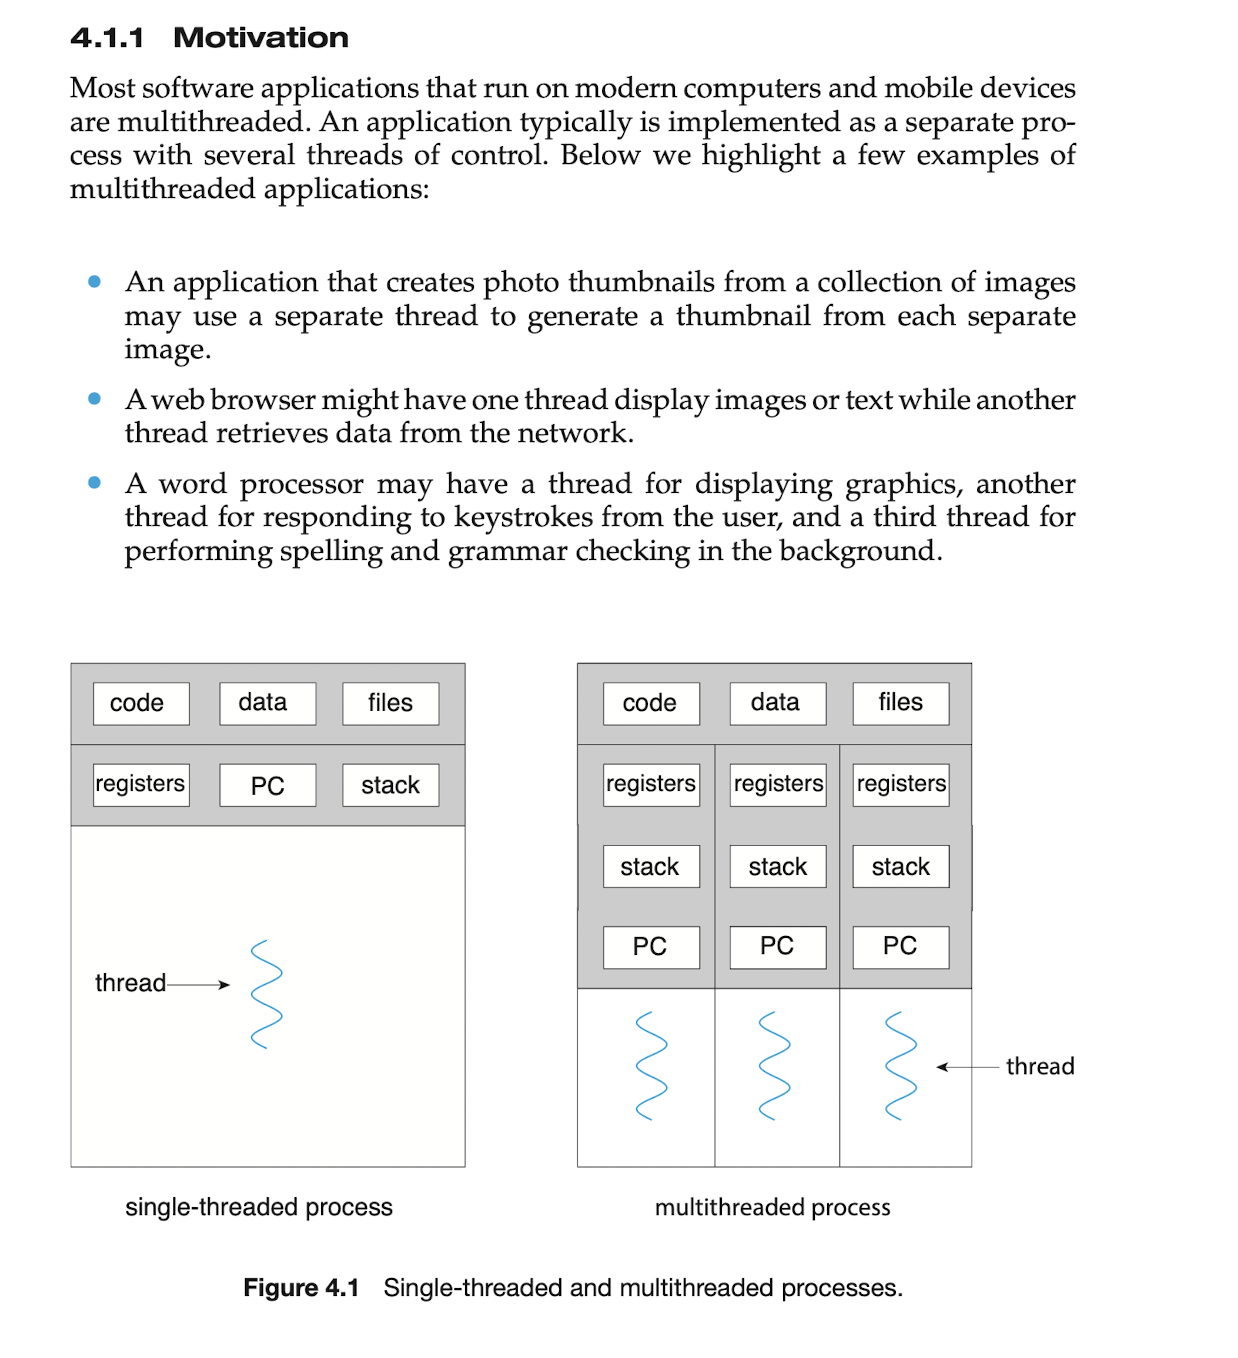 4.1.1 Motivation
Most software applications that run on modern computers and mobile devices
are multithreaded. An application typically is implemented as a separate pro-
cess with several threads of control. Below we highlight a few examples of
multithreaded applications:
• An application that creates photo thumbnails from a collection of images
may use a separate thread to generate a thumbnail from each separate
image.
• A web browser might have one thread display images or text while another
thread retrieves data from the network.
• A word processor may have a thread for displaying graphics, another
thread for responding to keystrokes from the user, and a third thread for
performing spelling and grammar checking in the background.
code data files
registers PC stack
thread
single-threaded process
code data files
registers registers registers
stack stack stack
PC PC PC
thread
multithreaded process
Figure 4.1 Single-threaded and multithreaded processes.